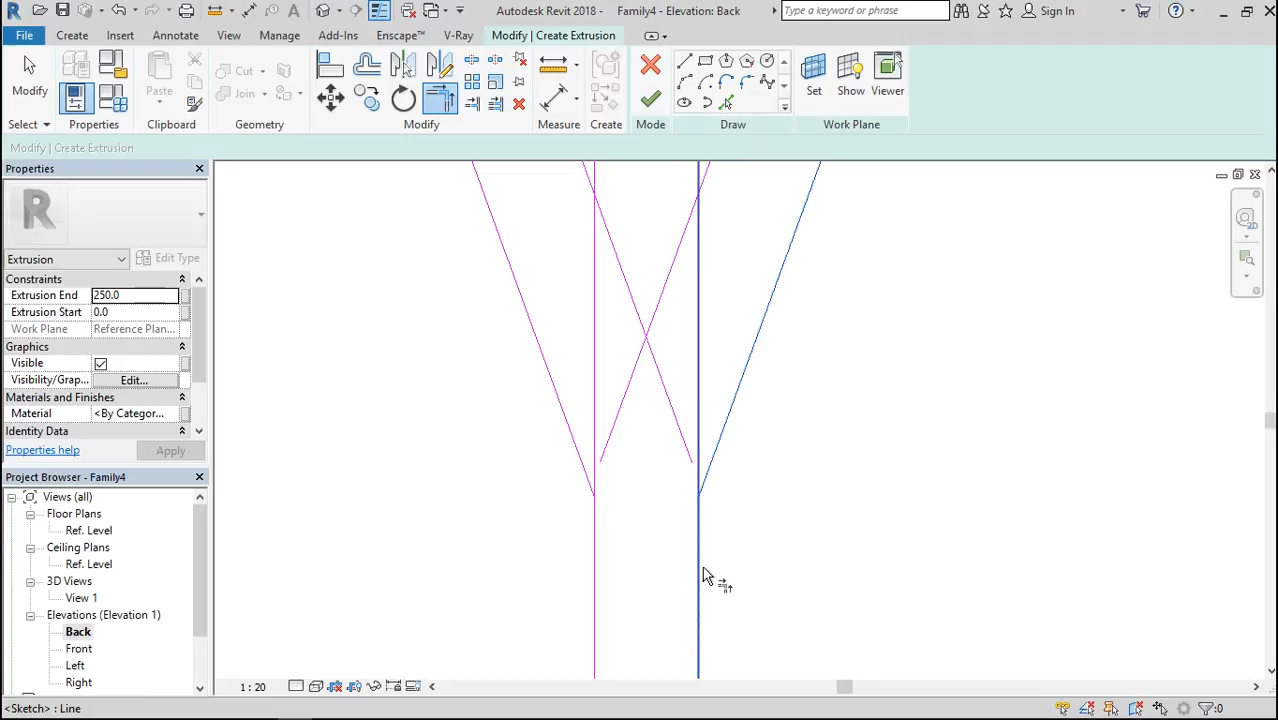 Autodesk Revit 2018 - Family4 - Elevation: Back
Type a keyword or phrase
Sign In
File Create Insert Annotate View Manage Add-Ins Enscape™ V-Ray Modify | Create Extrusion
Modify
Paste
Cut
Join
Set Show Viewer
Select Properties Clipboard Geometry Modify Measure Create Mode Draw Work Plane
Modify | Create Extrusion
Properties
Extrusion
Edit Type
Constraints
Extrusion End 250.0
Extrusion Start 0.0
Work Plane Reference Plan...
Graphics
Visible
Visibility/Grap... Edit...
Materials and Finishes
Material <By Categor...
Identity Data
Properties help
Apply
Project Browser - Family4
Views (all)
Floor Plans
Ref. Level
Ceiling Plans
Ref. Level
3D Views
View 1
Elevations (Elevation 1)
Back
Front
Left
Right
1 : 20
<Sketch> : Line
:0